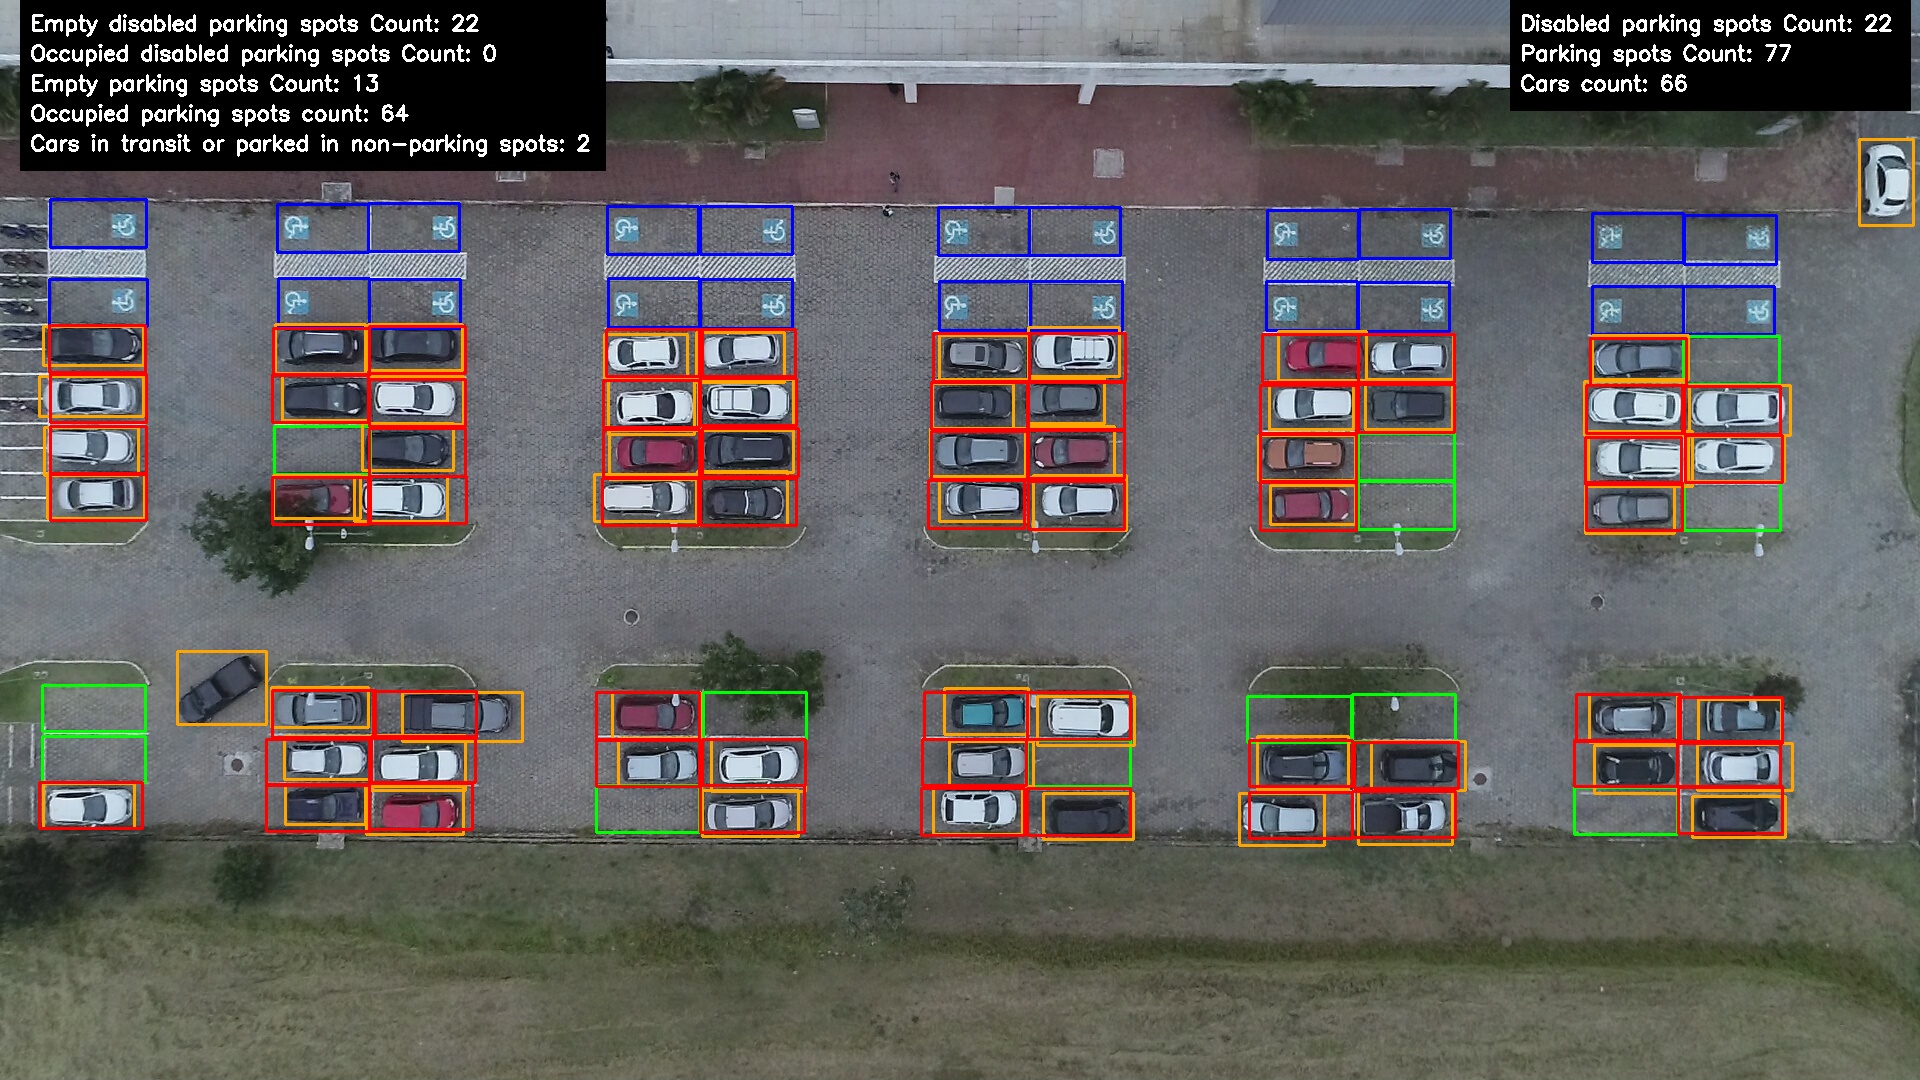 Empty disabled parking spots Count: 22
Occupied disabled parking spots Count: 0
Empty parking spots Count: 13
Occupied parking spots count: 64
Cars in transit or parked in non-parking spots: 2
Disabled parking spots Count: 22
Parking spots Count: 77
Cars count: 66